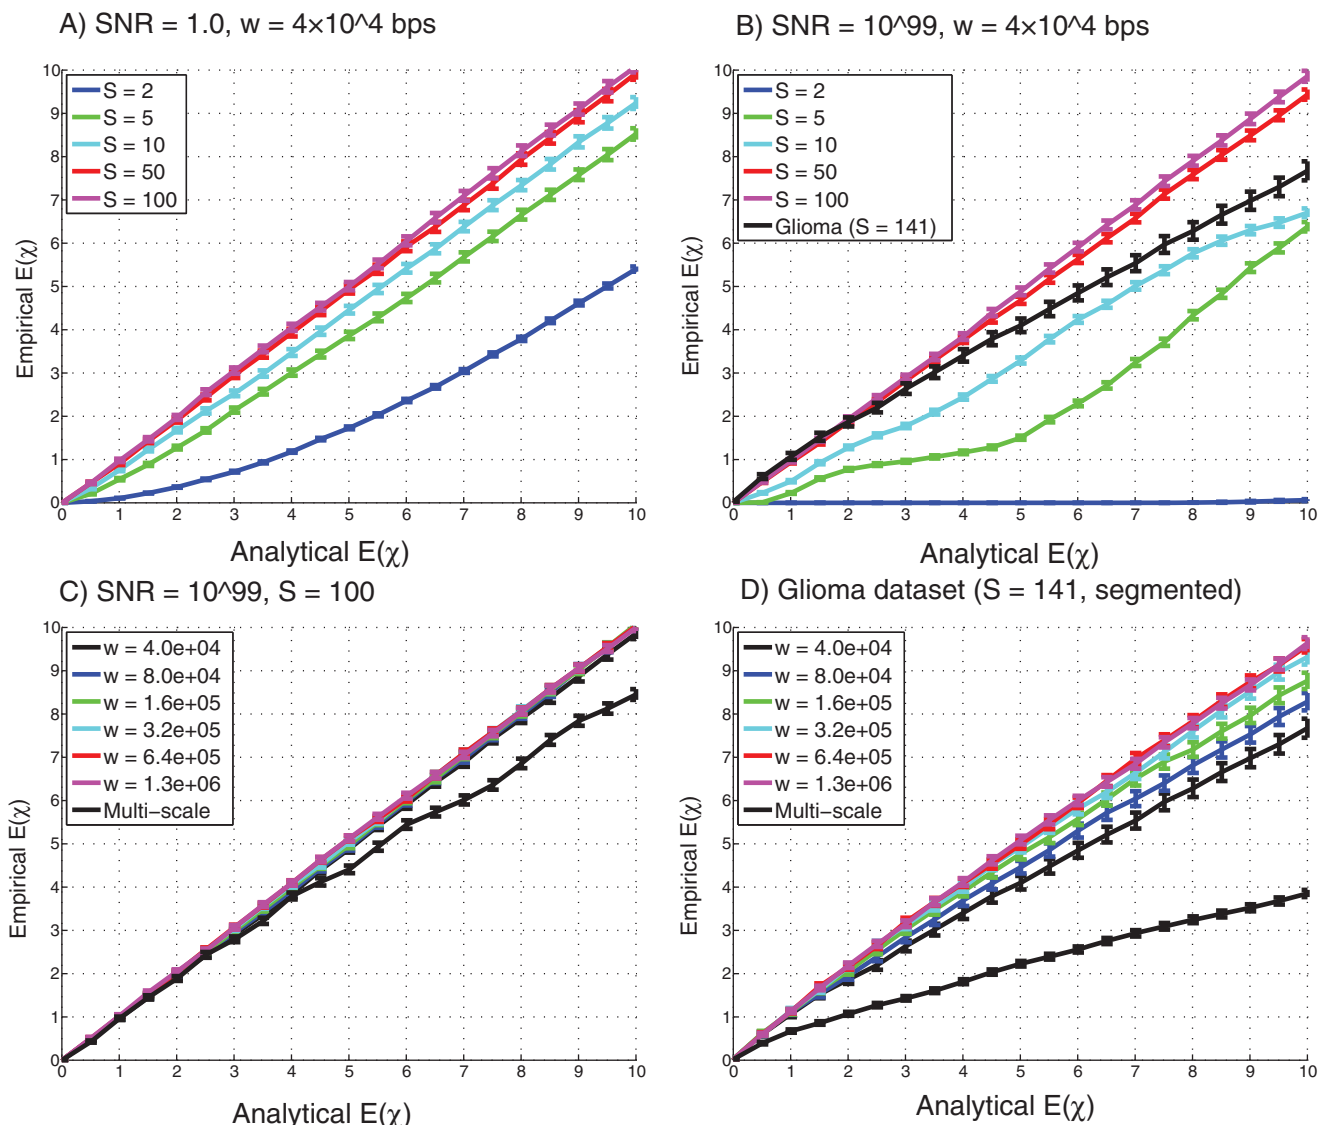 A) SNR = 1.0, w = 4×10^4 bps
10
9
8
7
6
5
4
3
2
1
0
Empirical E(χ)
S = 2
S = 5
S = 10
S = 50
S = 100
0 1 2 3 4 5 6 7 8 9 10
Analytical E(χ)
B) SNR = 10^99, w = 4×10^4 bps
10
9
8
7
6
5
4
3
2
1
0
Empirical E(χ)
S = 2
S = 5
S = 10
S = 50
S = 100
Glioma (S = 141)
0 1 2 3 4 5 6 7 8 9 10
Analytical E(χ)
C) SNR = 10^99, S = 100
10
9
8
7
6
5
4
3
2
1
0
Empirical E(χ)
w = 4.0e+04
w = 8.0e+04
w = 1.6e+05
w = 3.2e+05
w = 6.4e+05
w = 1.3e+06
Multi−scale
0 1 2 3 4 5 6 7 8 9 10
Analytical E(χ)
D) Glioma dataset (S = 141, segmented)
10
9
8
7
6
5
4
3
2
1
0
Empirical E(χ)
w = 4.0e+04
w = 8.0e+04
w = 1.6e+05
w = 3.2e+05
w = 6.4e+05
w = 1.3e+06
Multi−scale
0 1 2 3 4 5 6 7 8 9 10
Analytical E(χ)